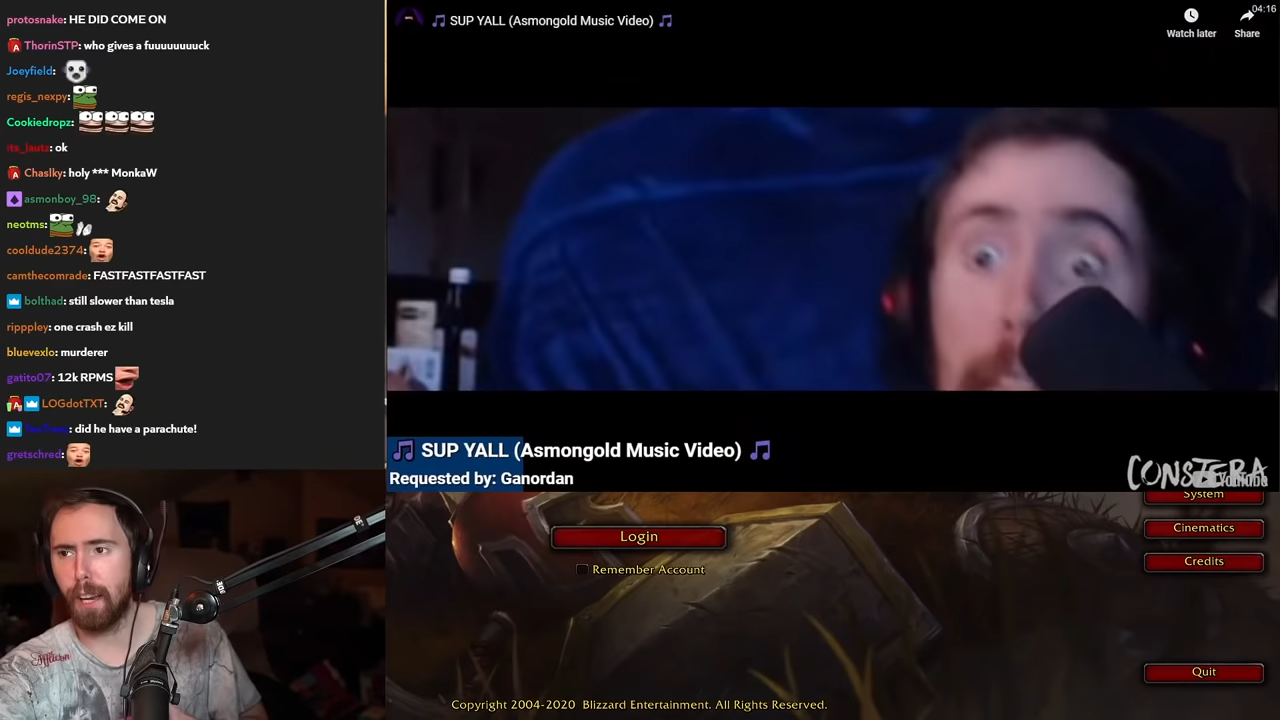 protosnake: HE DID COME ON
ThorinSTP: who gives a fuuuuuuuuck
Joeyfield:
regis_nexpy:
Cookiedropz:
its_lautz: ok
Chaslky: holy *** MonkaW
asmonboy_98:
neotms:
cooldude2374:
camthecomrade: FASTFASTFASTFAST
bolthad: still slower than tesla
ripppley: one crash ez kill
bluevexlo: murderer
gatito07: 12k RPMS
LOGdotTXT:
: did he have a parachute!
gretschred:
🎵 SUP YALL (Asmongold Music Video) 🎵
04:16
Watch later
Share
🎵 SUP YALL (Asmongold Music Video) 🎵
Requested by: Ganordan
CONSTERA
YouTube
System
Login
Cinematics
Remember Account
Credits
Quit
Copyright 2004-2020 Blizzard Entertainment. All Rights Reserved.